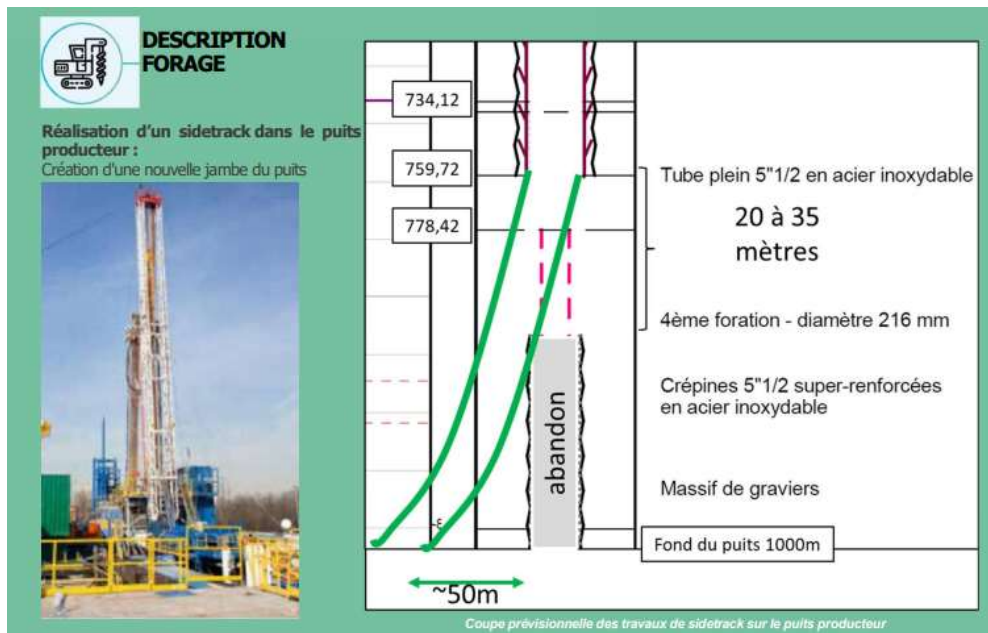 DESCRIPTION
FORAGE
Réalisation d'un sidetrack dans le puits
producteur :
Création d'une nouvelle jambe du puits
734,12
759,72
778,42
Tube plein 5"1/2 en acier inoxydable
20 à 35
mètres
4ème foration - diamètre 216 mm
Crépines 5"1/2 super-renforcées
en acier inoxydable
abandon
Massif de graviers
Fond du puits 1000m
~50m
Coupe prévisionnelle des travaux de sidetrack sur le puits producteur